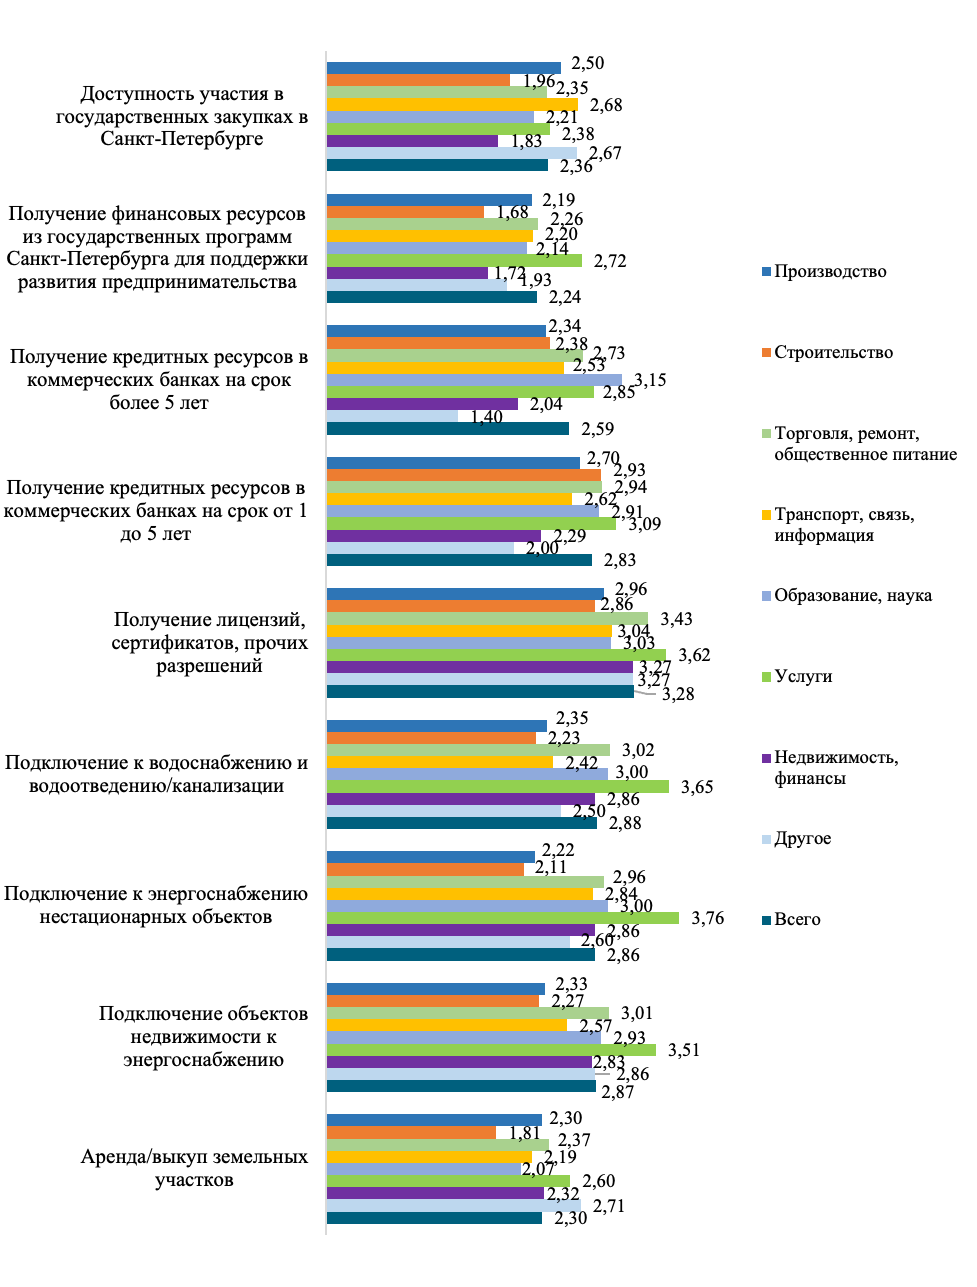 Доступность участия в
государственных закупках в
Санкт-Петербурге
2,50
1,96
2,35
2,68
2,21
2,38
1,83
2,67
2,36
Получение финансовых ресурсов
из государственных программ
Санкт-Петербурга для поддержки
развития предпринимательства
2,19
1,68
2,26
2,20
2,14
2,72
1,72
1,93
2,24
Получение кредитных ресурсов в
коммерческих банках на срок
более 5 лет
2,34
2,38
2,73
2,53
3,15
2,85
2,04
1,40
2,59
Получение кредитных ресурсов в
коммерческих банках на срок от 1
до 5 лет
2,70
2,93
2,94
2,62
2,91
3,09
2,29
2,00
2,83
Получение лицензий,
сертификатов, прочих
разрешений
2,96
2,86
3,43
3,04
3,03
3,62
3,27
3,27
3,28
Подключение к водоснабжению и
водоотведению/канализации
2,35
2,23
3,02
2,42
3,00
3,65
2,86
2,50
2,88
Подключение к энергоснабжению
нестационарных объектов
2,22
2,11
2,96
2,84
3,00
3,76
2,86
2,60
2,86
Подключение объектов
недвижимости к
энергоснабжению
2,33
2,27
3,01
2,57
2,93
3,51
2,83
2,86
2,87
Аренда/выкуп земельных
участков
2,30
1,81
2,37
2,19
2,07
2,60
2,32
2,71
2,30
Производство
Строительство
Торговля, ремонт,
общественное питание
Транспорт, связь,
информация
Образование, наука
Услуги
Недвижимость,
финансы
Другое
Всего